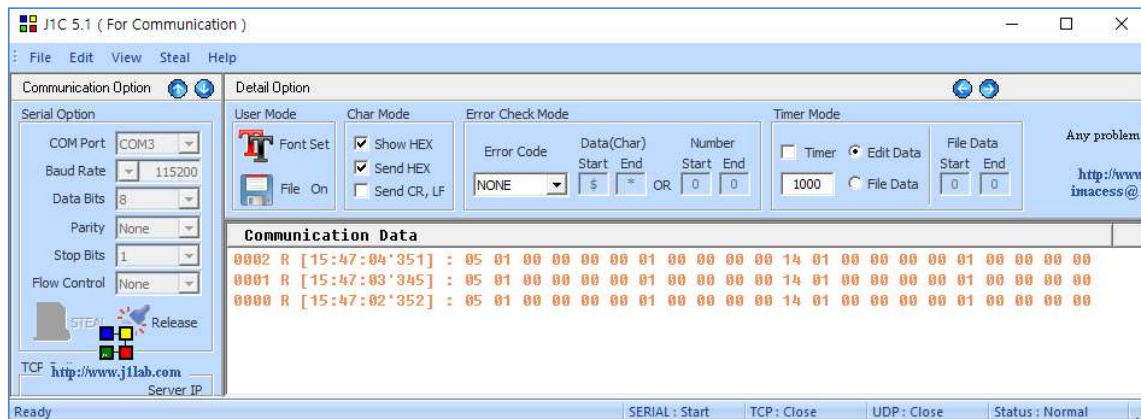 J1C 5.1 ( For Communication )
File Edit View Steal Help
Communication Option
Detail Option
Serial Option
COM Port COM3
Baud Rate 115200
Data Bits 8
Parity None
Stop Bits 1
Flow Control None
STEAL Release
TCP
http://www.j1lab.com
Server IP
User Mode
Font Set
File On
Char Mode
Show HEX
Send HEX
Send CR, LF
Error Check Mode
Error Code
NONE
Data(Char)
Start End
$ *
OR
Number
Start End
0 0
Timer Mode
Timer
1000
Edit Data
File Data
File Data
Start End
0 0
Any problem
http://www
imacess@
Communication Data
0002 R [15:47:04'351] : 05 01 00 00 00 00 01 00 00 00 00 00 14 01 00 00 00 00 01 00 00 00 00
0001 R [15:47:03'345] : 05 01 00 00 00 00 01 00 00 00 00 00 14 01 00 00 00 00 01 00 00 00 00
0000 R [15:47:02'352] : 05 01 00 00 00 00 01 00 00 00 00 00 14 01 00 00 00 00 01 00 00 00 00
Ready
SERIAL : Start TCP : Close UDP : Close Status : Normal